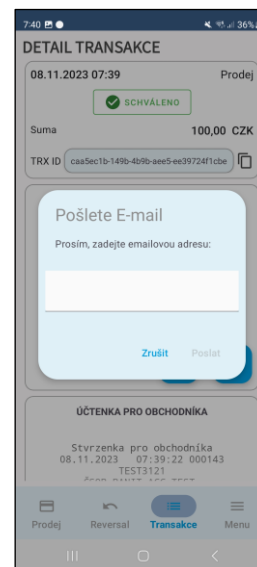 7:40 36%
DETAIL TRANSAKCE
08.11.2023 07:39 Prodej
SCHVÁLENO
Suma 100,00 CZK
TRX ID caa5ec1b-149b-4b9b-aee5-ee39724f1cbe
Pošlete E-mail
Prosím, zadejte emailovou adresu:
Zrušit Poslat
ÚČTENKA PRO OBCHODNÍKA
Stvrzenka pro obchodníka
08.11.2023 07:39:22 000143
TEST3121
Prodej Reversal Transakce Menu